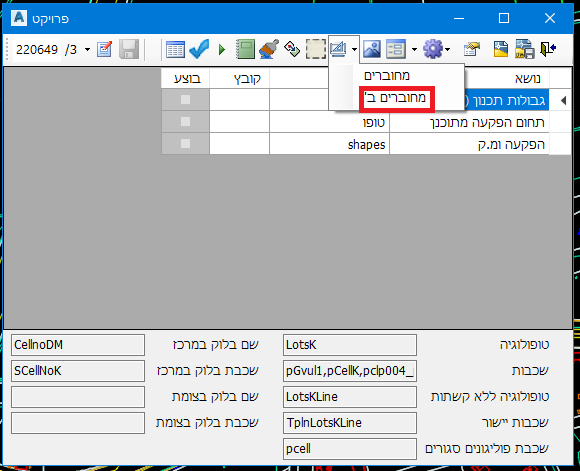 פרויקט
220649 /3
מחוברים
מחוברים ב'
נושא
קובץ
בוצע
גבולות תכנון
תחום הפקעה מתוכנן
טופו
הפקעה ומ.ק
shapes
טופולוגיה
LotsK
שם בלוק במרכז
CellnoDM
שכבות
pGvul1,pCellK,pclp004_
שכבת בלוק במרכז
SCellNoK
טופולוגיה ללא קשתות
LotsKLine
שם בלוק בצומת
שכבות יישור
TplnLotsKLine
שכבת בלוק בצומת
שכבת פוליגונים סגורים
pcell